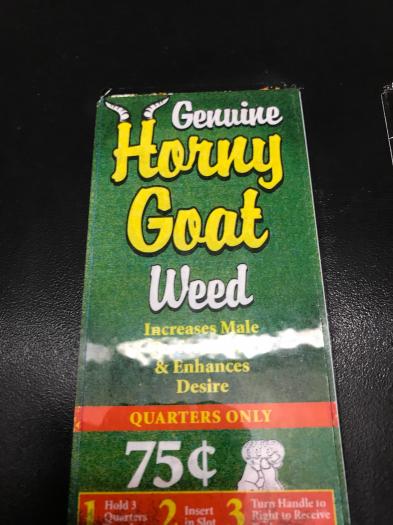 Genuine
Horny
Goat
Weed
Increases Male
& Enhances
Desire
QUARTERS ONLY
75¢
1 Hold 3 2 Insert 3 Turn Handle to
Quarters in Slot Right to Receive